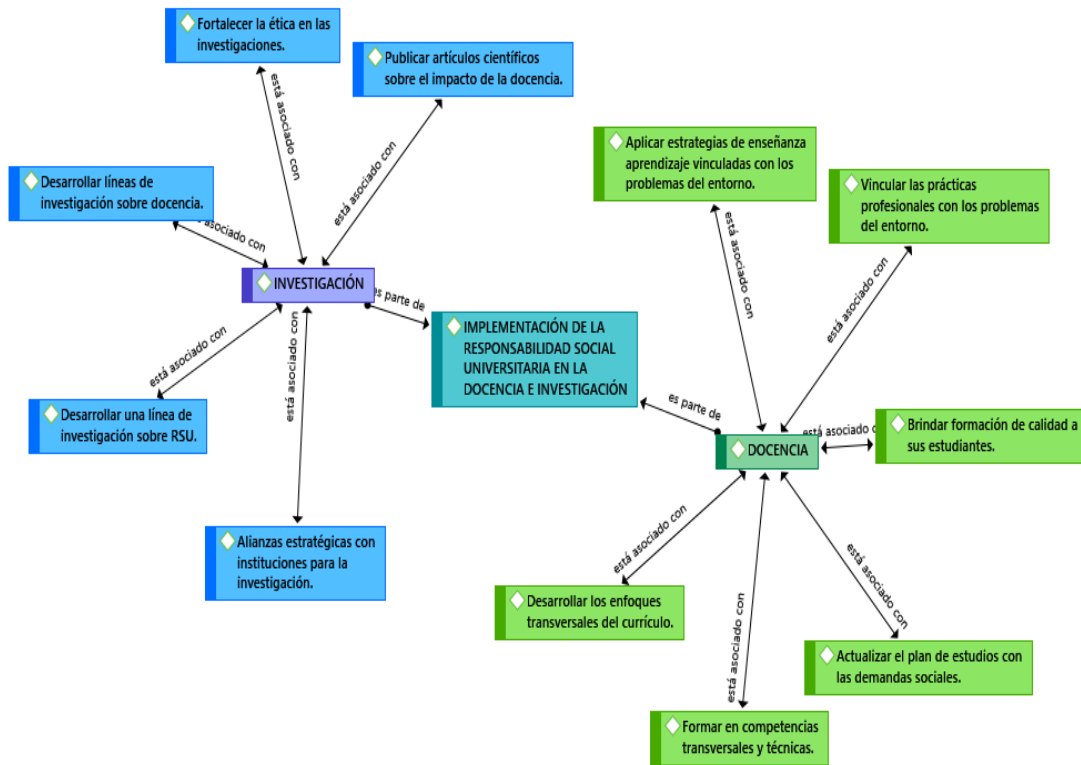 Fortalecer la ética en las
investigaciones.
Publicar artículos científicos
sobre el impacto de la docencia.
está asociado con
está asociado con
Desarrollar líneas de
investigación sobre docencia.
asociado con
INVESTIGACIÓN
es parte de
IMPLEMENTACIÓN DE LA
RESPONSABILIDAD SOCIAL
UNIVERSITARIA EN LA
DOCENCIA E INVESTIGACIÓN
está asociado con
está asociado con
Desarrollar una línea de
investigación sobre RSU.
Alianzas estratégicas con
instituciones para la
investigación.
Aplicar estrategias de enseñanza
aprendizaje vinculadas con los
problemas del entorno.
Vincular las prácticas
profesionales con los problemas
del entorno.
está asociado con
está asociado con
es parte de
DOCENCIA
está asociado
Brindar formación de calidad a
sus estudiantes.
está asociado con
está asociado con
está asociado con
Desarrollar los enfoques
transversales del currículo.
Actualizar el plan de estudios con
las demandas sociales.
Formar en competencias
transversales y técnicas.